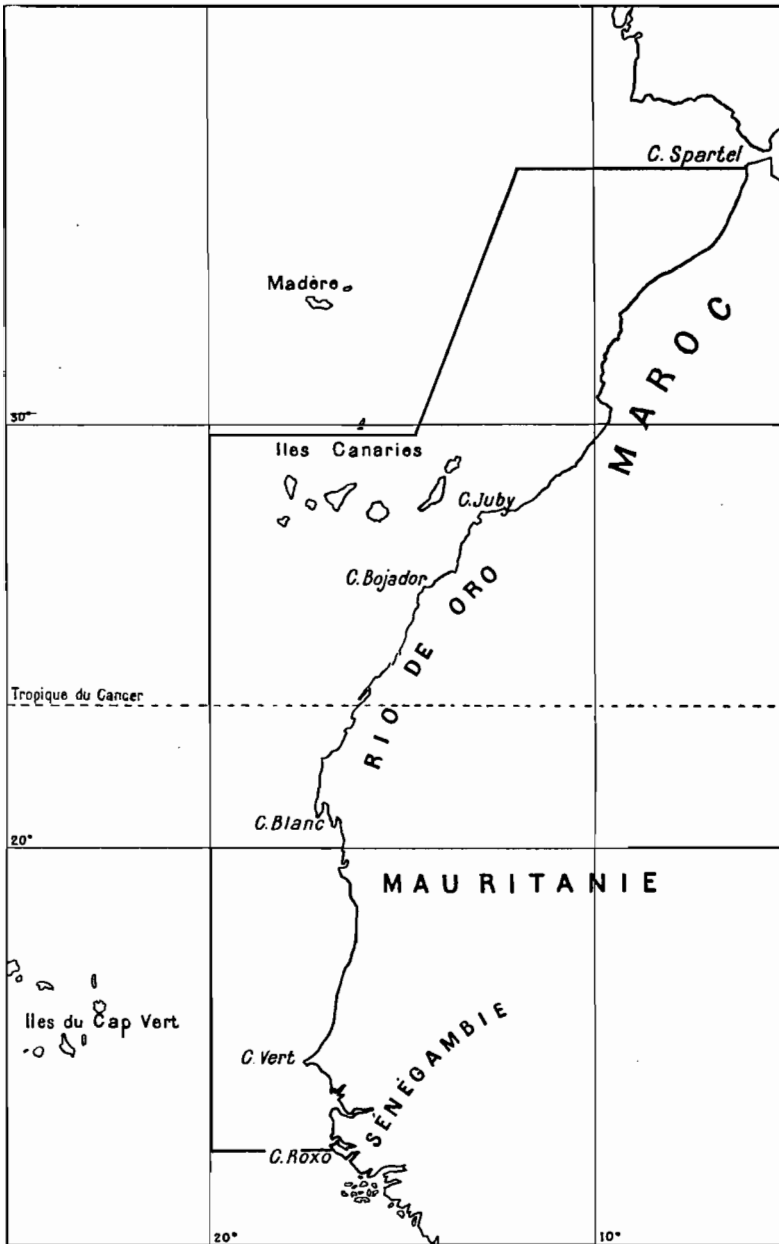 C. Spartel
Madère
MAROC
30°
Iles Canaries
C. Juby
C. Bojador
RIO DE ORO
Tropique du Cancer
C. Blanc
20°
MAURITANIE
Iles du Cap Vert
SÉNÉGAMBIE
C. Vert
C. Roxo
20°
10°